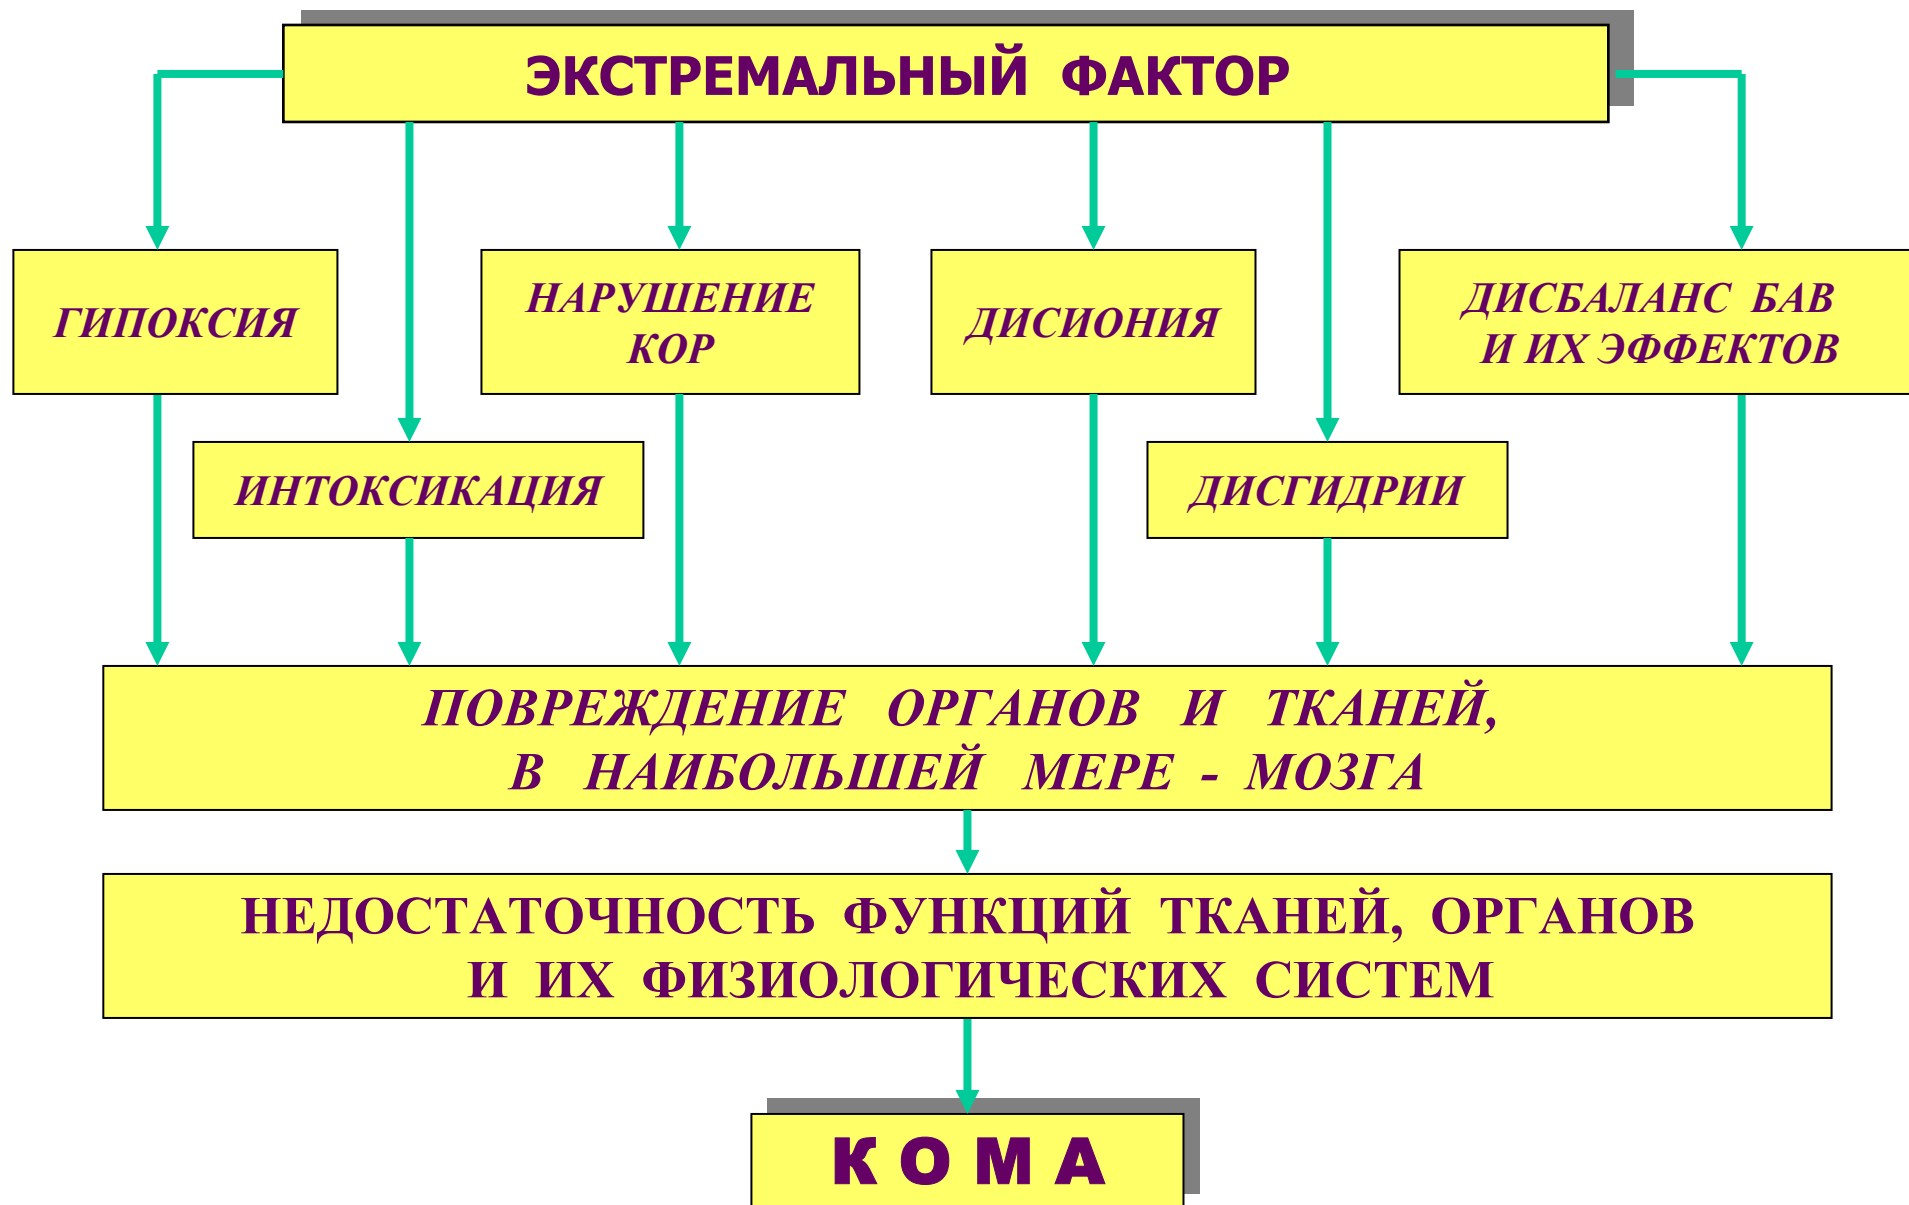 ЭКСТРЕМАЛЬНЫЙ ФАКТОР
ГИПОКСИЯ
НАРУШЕНИЕ
КОР
ДИСИОНИЯ
ДИСБАЛАНС БАВ
И ИХ ЭФФЕКТОВ
ИНТОКСИКАЦИЯ
ДИСГИДРИИ
ПОВРЕЖДЕНИЕ ОРГАНОВ И ТКАНЕЙ,
В НАИБОЛЬШЕЙ МЕРЕ - МОЗГА
НЕДОСТАТОЧНОСТЬ ФУНКЦИЙ ТКАНЕЙ, ОРГАНОВ
И ИХ ФИЗИОЛОГИЧЕСКИХ СИСТЕМ
К О М А